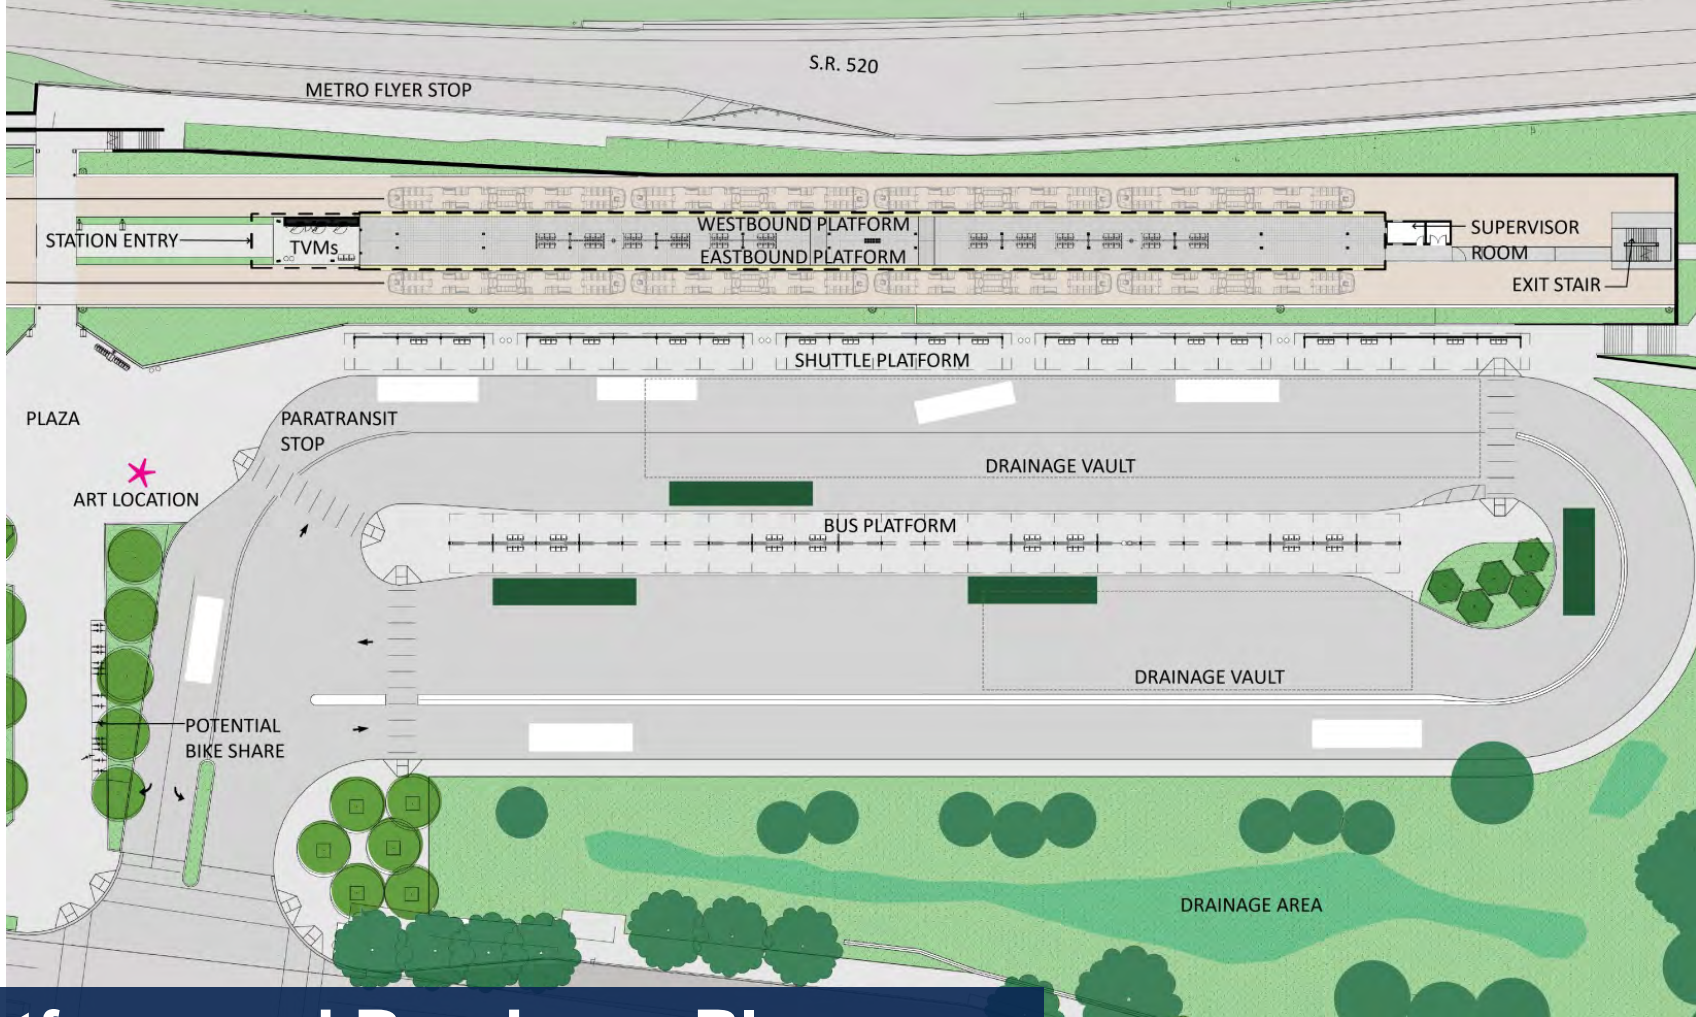 S.R. 520
METRO FLYER STOP
WESTBOUND PLATFORM
SUPERVISOR
ROOM
STATION ENTRY
TVMs
EASTBOUND PLATFORM
EXIT STAIR
SHUTTLE PLATFORM
PLAZA
PARATRANSIT
STOP
DRAINAGE VAULT
ART LOCATION
BUS PLATFORM
DRAINAGE VAULT
POTENTIAL
BIKE SHARE
DRAINAGE AREA